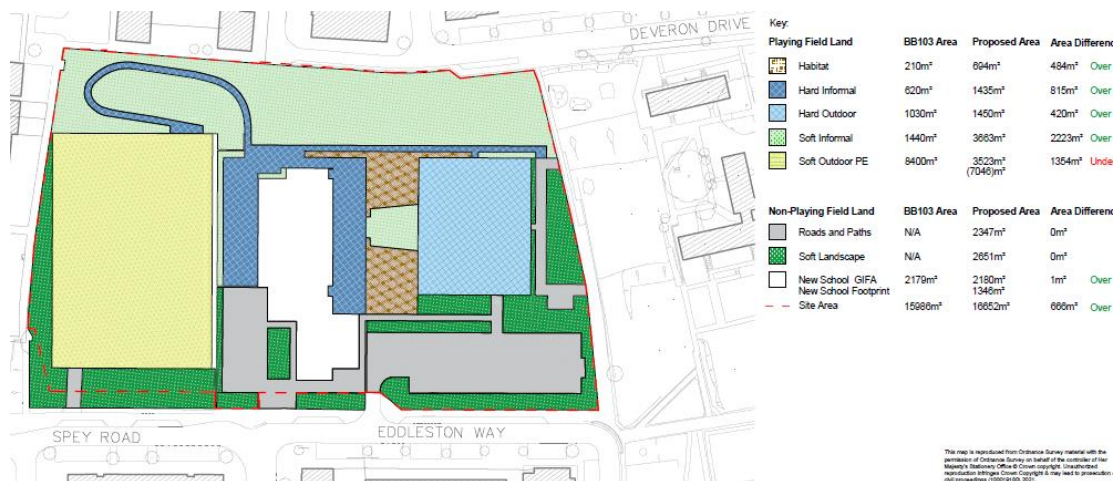 DEVERON DRIVE
Key:
Playing Field Land BB103 Area Proposed Area Area Differenc
Habitat 210m² 694m² 484m² Over
Hard Informal 620m² 1435m² 815m² Over
Hard Outdoor 1030m² 1450m² 420m² Over
Soft Informal 1440m² 3663m² 2223m² Over
Soft Outdoor PE 8400m² 3523m² 1354m² Unde
(7046)m²
Non-Playing Field Land BB103 Area Proposed Area Area Differenc
Roads and Paths N/A 2347m² 0m²
Soft Landscape N/A 2651m² 0m²
New School GIFA 2179m² 2180m² 1m² Over
New School Footprint 1346m²
Site Area 15986m² 16652m² 666m² Over
SPEY ROAD
EDDLESTON WAY
This map is reproduced from Ordnance Survey material with the
permission of Ordnance Survey on behalf of the controller of Her
Majesty's Stationery Office © Crown copyright. Unauthorized
reproduction infringes Crown Copyright & may lead to prosecution o
civil proceedings 2021.